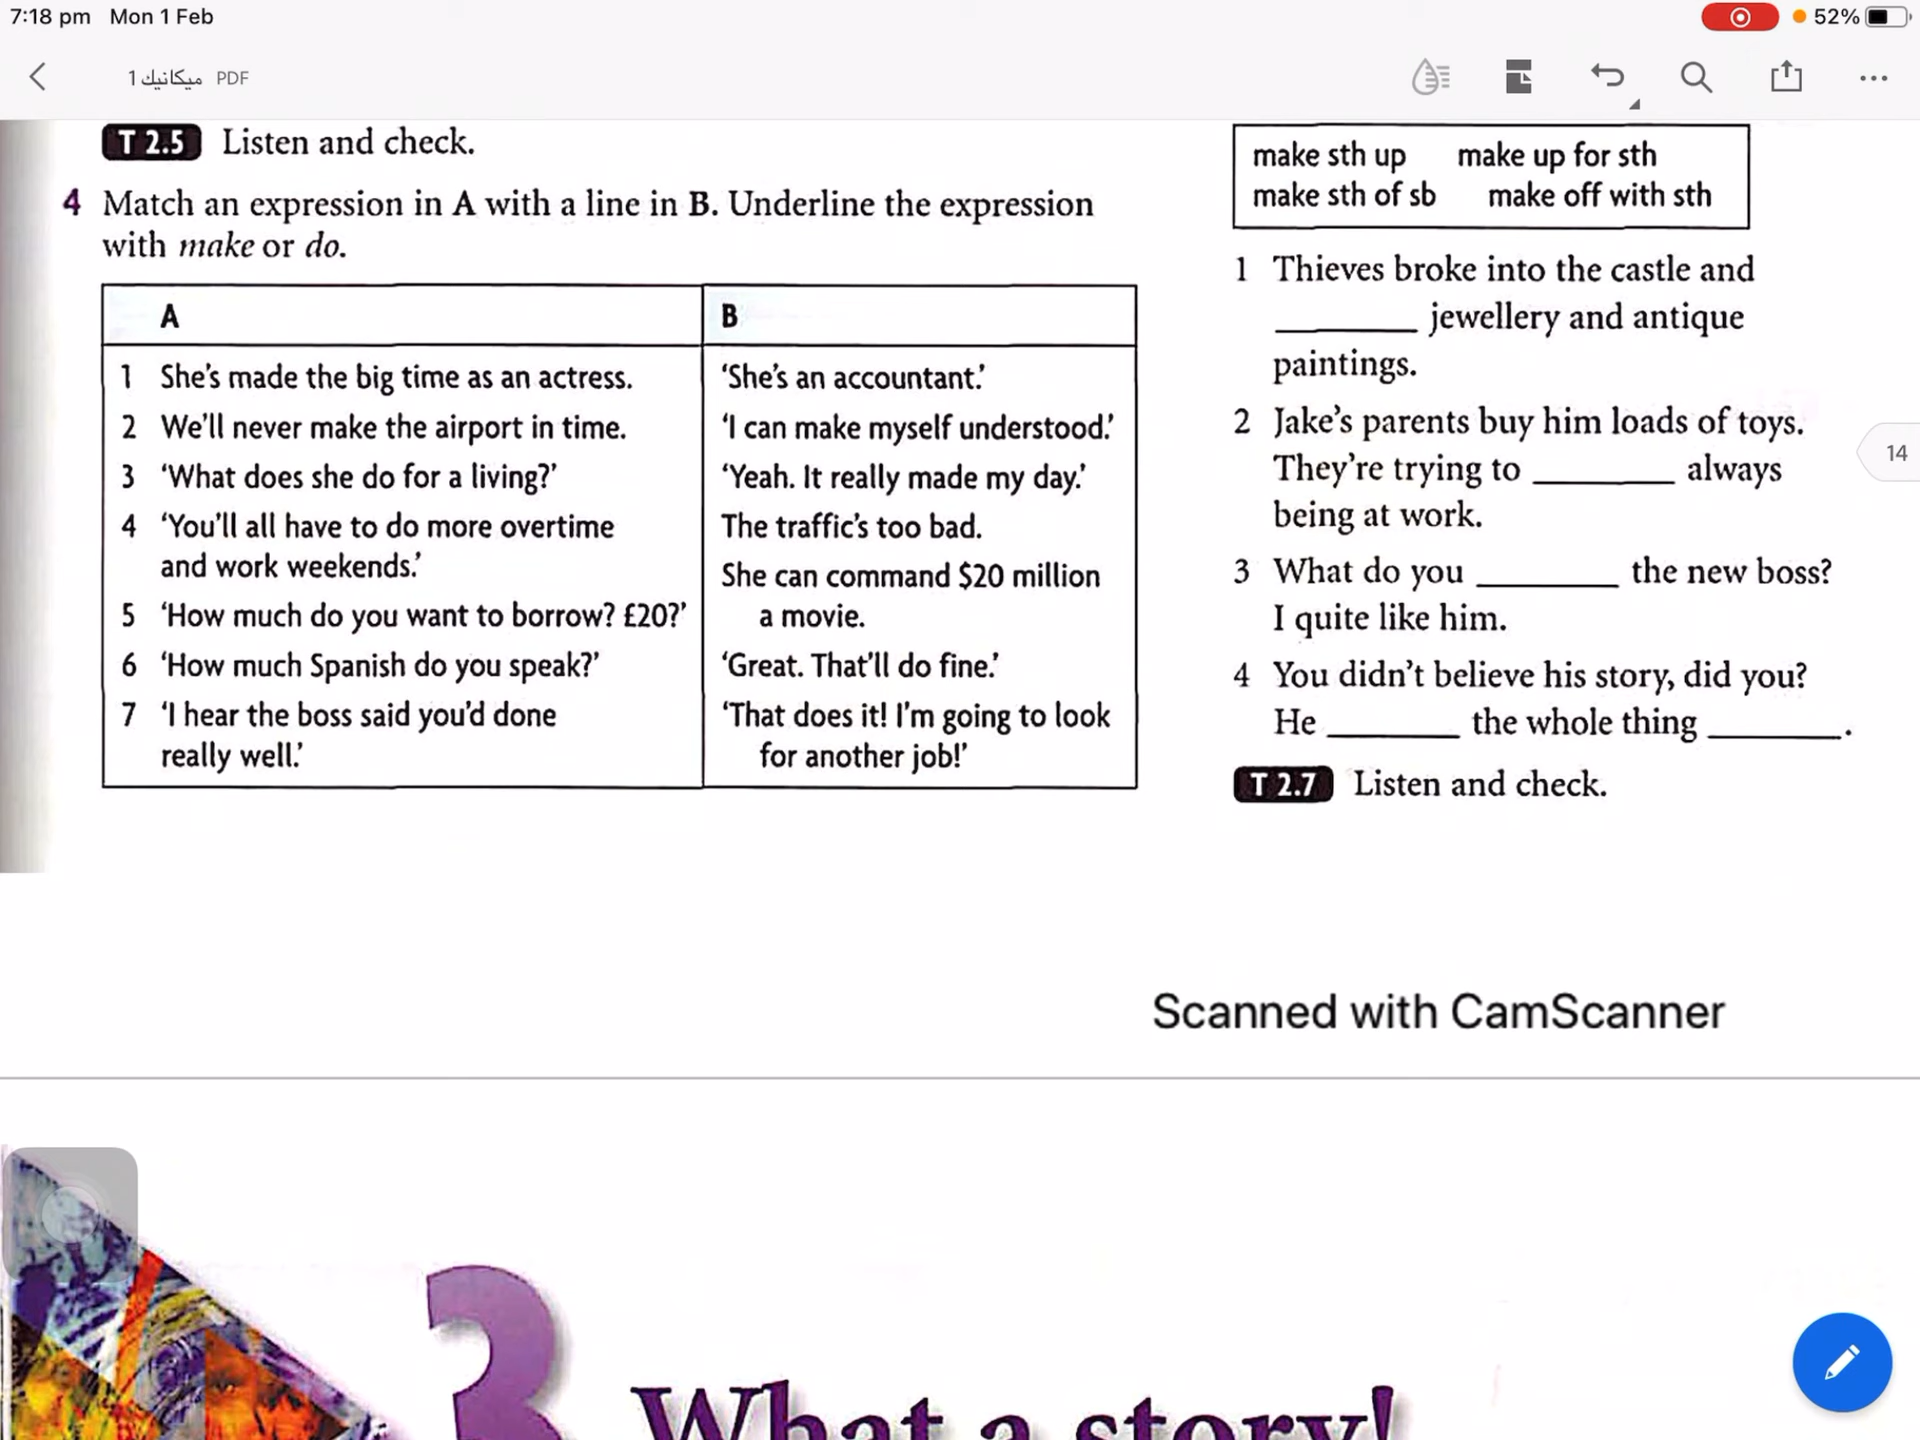 7:18 pm Mon 1 Feb
52%
ميكانيك 1 PDF
T 2.5 Listen and check.
4 Match an expression in A with a line in B. Underline the expression
with make or do.
A
1 She's made the big time as an actress.
2 We'll never make the airport in time.
3 ‘What does she do for a living?’
4 ‘You'll all have to do more overtime
and work weekends.’
5 ‘How much do you want to borrow? £20?’
6 ‘How much Spanish do you speak?’
7 ‘I hear the boss said you'd done
really well.’
B
‘She's an accountant.’
‘I can make myself understood.’
‘Yeah. It really made my day.’
The traffic's too bad.
She can command $20 million
a movie.
‘Great. That'll do fine.’
‘That does it! I'm going to look
for another job!’
make sth up make up for sth
make sth of sb make off with sth
1 Thieves broke into the castle and
________ jewellery and antique
paintings.
2 Jake's parents buy him loads of toys.
They're trying to ________ always
being at work.
3 What do you ________ the new boss?
I quite like him.
4 You didn't believe his story, did you?
He ________ the whole thing ________.
T 2.7 Listen and check.
14
Scanned with CamScanner
3
What a story!